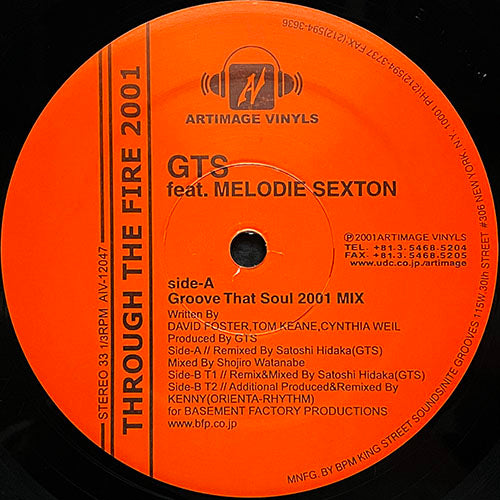 ARTIMAGE VINYLS
GTS
feat. MELODIE SEXTON
Ⓟ2001ARTIMAGE VINYLS
TEL. +81.3-5468-5204
FAX. +81.3-5468-5205
www.udc.co.jp/artimage
side-A
Groove That Soul 2001 MIX
Written By
DAVID FOSTER,TOM KEANE,CYNTHIA WEIL
Produced By GTS
Side-A // Remixed By Satoshi Hidaka(GTS)
Mixed By Shojiro Watanabe
Side-B T1 // Remix&Mixed By Satoshi Hidaka(GTS)
Side-B T2 // Additional Produced&Remixed By
KENNY(ORIENTA-RHYTHM)
for BASEMENT FACTORY PRODUCTIONS
www.bfp.co.jp
THROUGH THE FIRE 2001
STEREO 33 1/3RPM AIV-12047
MNFG. BY BPM KING STREET SOUNDS/NITE GROOVES 115W.30th STREET #306 NEW YORK, N.Y. 10001 PH:(212)594-3737 FAX:(212)594-3636